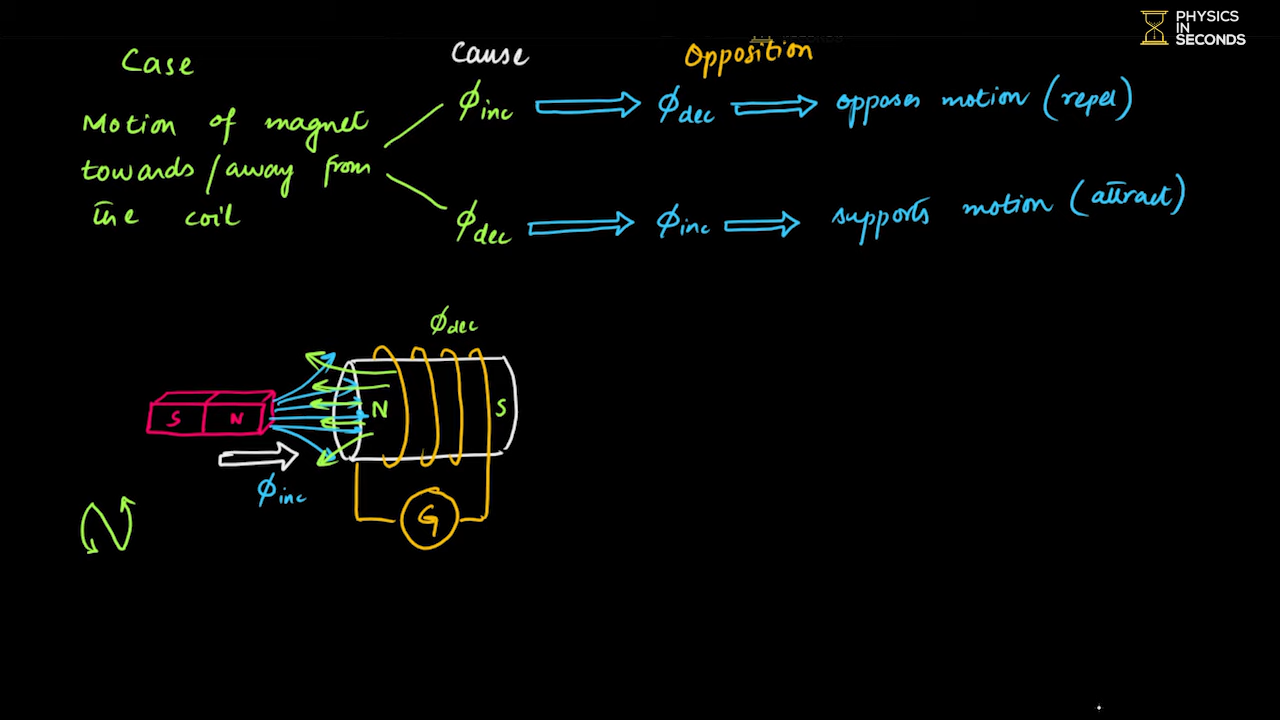 PHYSICS
IN
SECONDS
Case
Cause
Opposition
Motion of magnet
towards/away from
the coil
ϕinc
ϕdec
opposes motion (repel)
ϕdec
ϕinc
supports motion (attract)
ϕdec
S N
N S
ϕinc
N
G